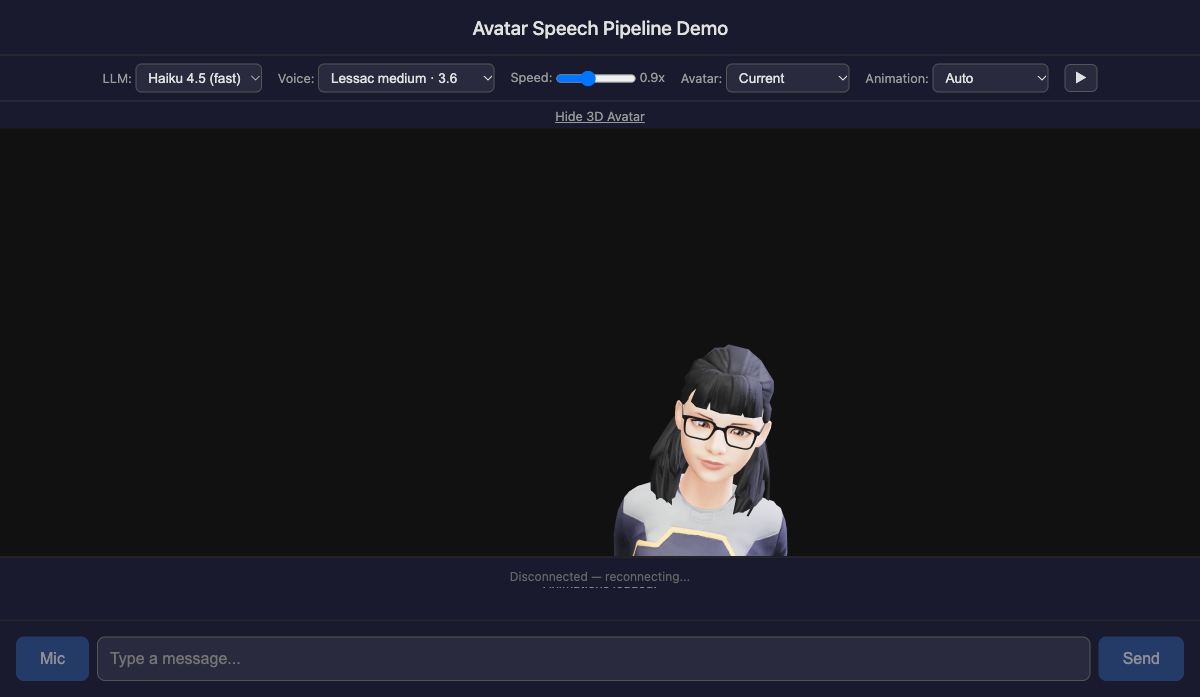 Avatar Speech Pipeline Demo
LLM: Haiku 4.5 (fast) Voice: Lessac medium · 3.6 Speed: 0.9x Avatar: Current Animation: Auto
Hide 3D Avatar
Disconnected — reconnecting...
Mic Type a message... Send